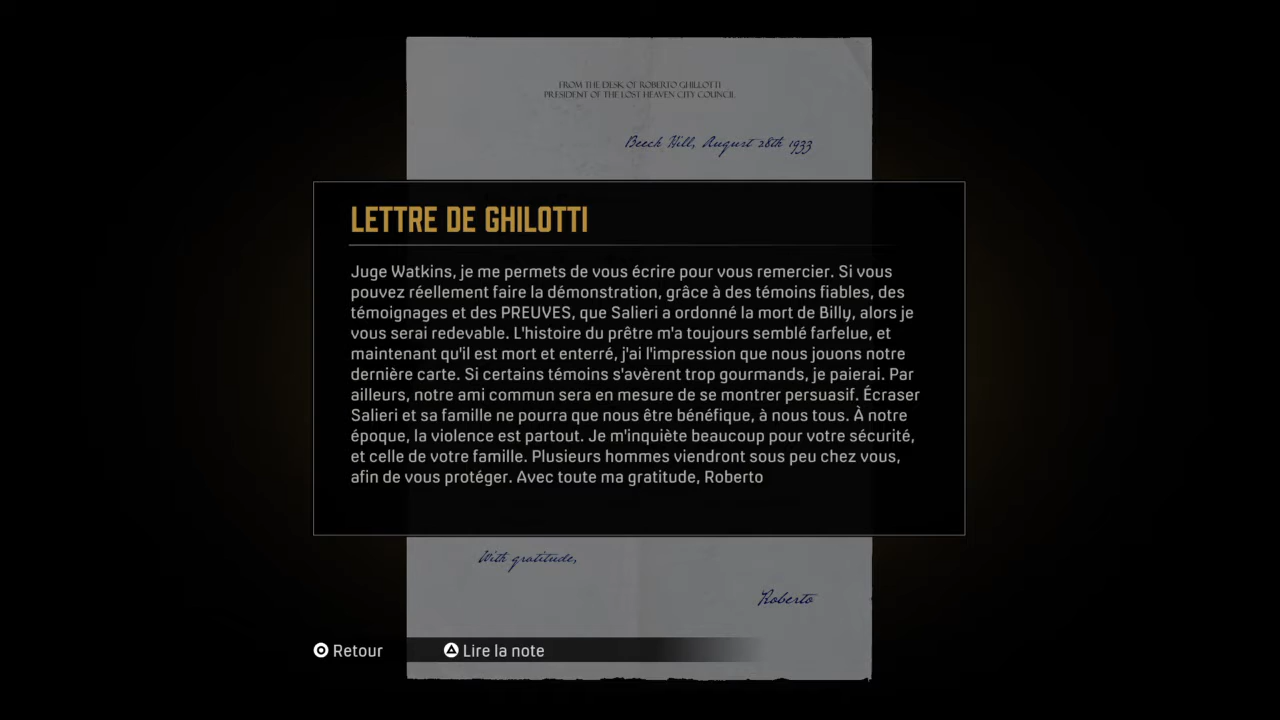 FROM THE DESK OF ROBERTO GHILLOTTI
PRESIDENT OF THE LOST HEAVEN CITY COUNCIL
Beech Hill, August 28th 1933
LETTRE DE GHILOTTI
Juge Watkins, je me permets de vous écrire pour vous remercier. Si vous
pouvez réellement faire la démonstration, grâce à des témoins fiables, des
témoignages et des PREUVES, que Salieri a ordonné la mort de Billy, alors je
vous serai redevable. L'histoire du prêtre m'a toujours semblé farfelue, et
maintenant qu'il est mort et enterré, j'ai l'impression que nous jouons notre
dernière carte. Si certains témoins s'avèrent trop gourmands, je paierai. Par
ailleurs, notre ami commun sera en mesure de se montrer persuasif. Écraser
Salieri et sa famille ne pourra que nous être bénéfique, à nous tous. À notre
époque, la violence est partout. Je m'inquiète beaucoup pour votre sécurité,
et celle de votre famille. Plusieurs hommes viendront sous peu chez vous,
afin de vous protéger. Avec toute ma gratitude, Roberto
With gratitude,
Roberto
Retour
Lire la note